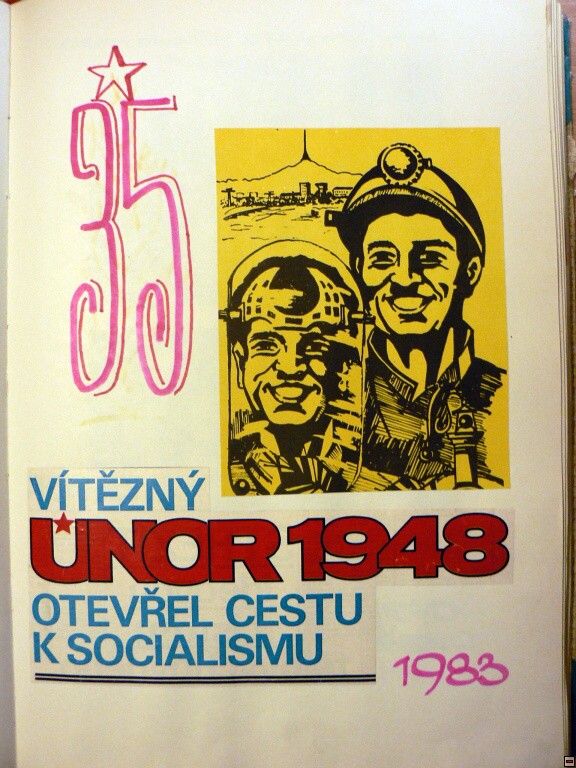 35
VÍTĚZNÝ
ÚNOR 1948
OTEVŘEL CESTU
K SOCIALISMU
1983